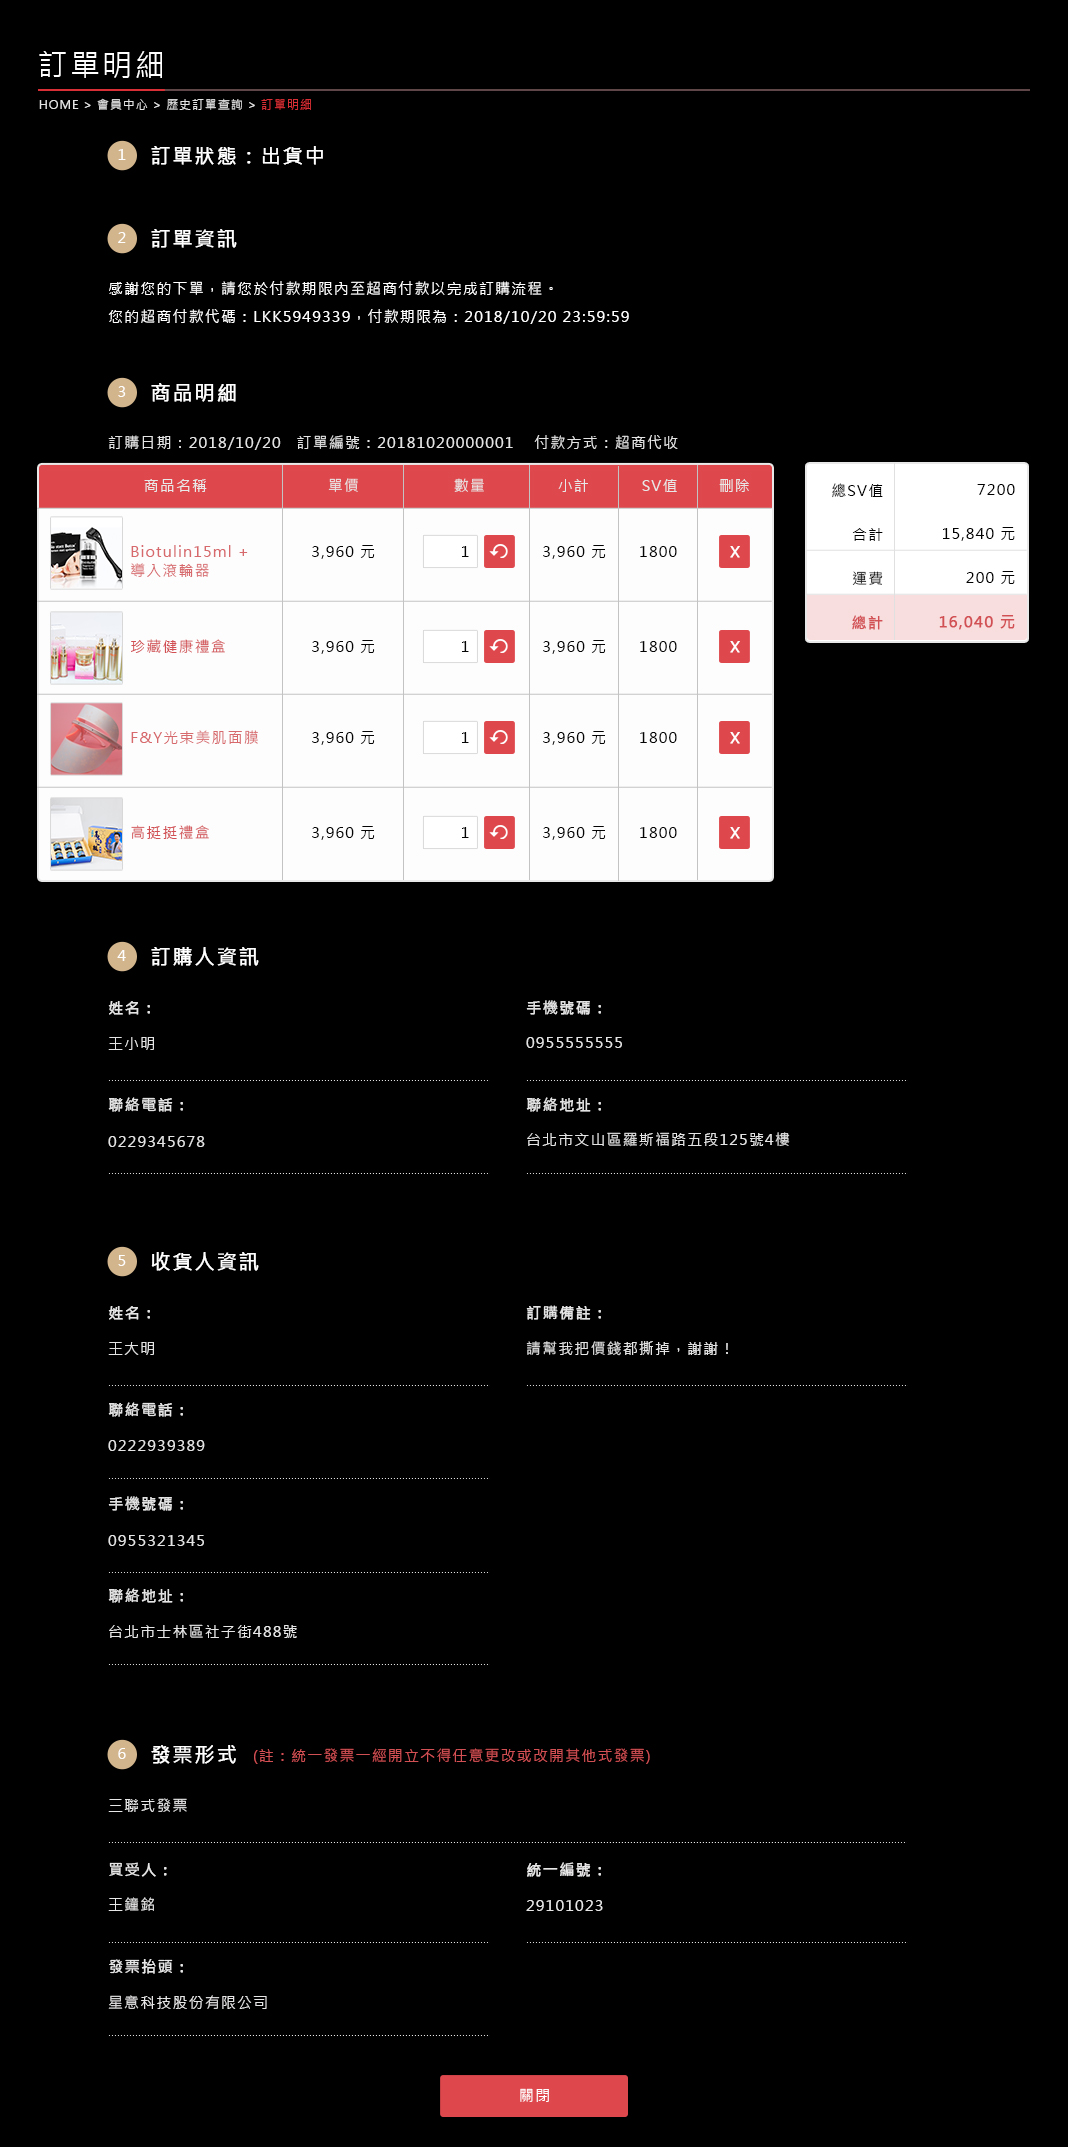 訂單明細
HOME > 會員中心 > 歷史訂單查詢 > 訂單明細
1 訂單狀態：出貨中
2 訂單資訊
感謝您的下單，請您於付款期限內至超商付款以完成訂購流程。
您的超商付款代碼：LKK5949339，付款期限為：2018/10/20 23:59:59
3 商品明細
訂購日期：2018/10/20 訂單編號：20181020000001 付款方式：超商代收
商品名稱 單價 數量 小計 SV值 刪除
Biotulin15ml +
導入滾輪器
3,960 元 1 3,960 元 1800 X
珍藏健康禮盒 3,960 元 1 3,960 元 1800 X
F&Y光束美肌面膜 3,960 元 1 3,960 元 1800 X
高挺挺禮盒 3,960 元 1 3,960 元 1800 X
總SV值 7200
合計 15,840 元
運費 200 元
總計 16,040 元
4 訂購人資訊
姓名： 手機號碼：
王小明 0955555555
聯絡電話： 聯絡地址：
0229345678 台北市文山區羅斯福路五段125號4樓
5 收貨人資訊
姓名： 訂購備註：
王大明 請幫我把價錢都撕掉，謝謝！
聯絡電話：
0222939389
手機號碼：
0955321345
聯絡地址：
台北市士林區社子街488號
6 發票形式 (註：統一發票一經開立不得任意更改或改開其他式發票)
三聯式發票
買受人： 統一編號：
王鐘銘 29101023
發票抬頭：
星意科技股份有限公司
關閉